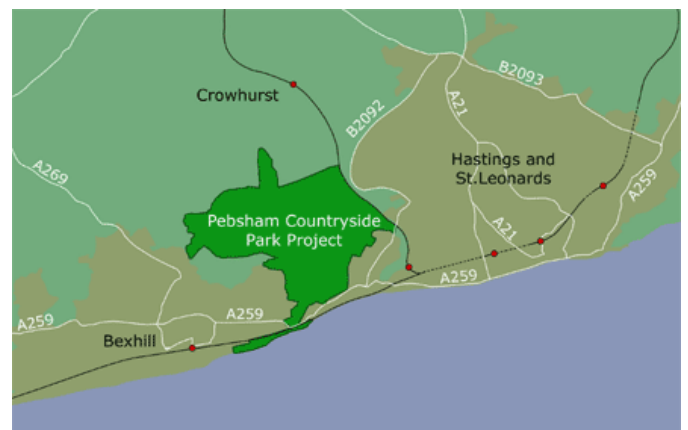 B2093
Crowhurst
A21
B2092
Hastings and
St.Leonards
A269
A259
Pebsham Countryside
Park Project
A21
A259
A259
A259
Bexhill